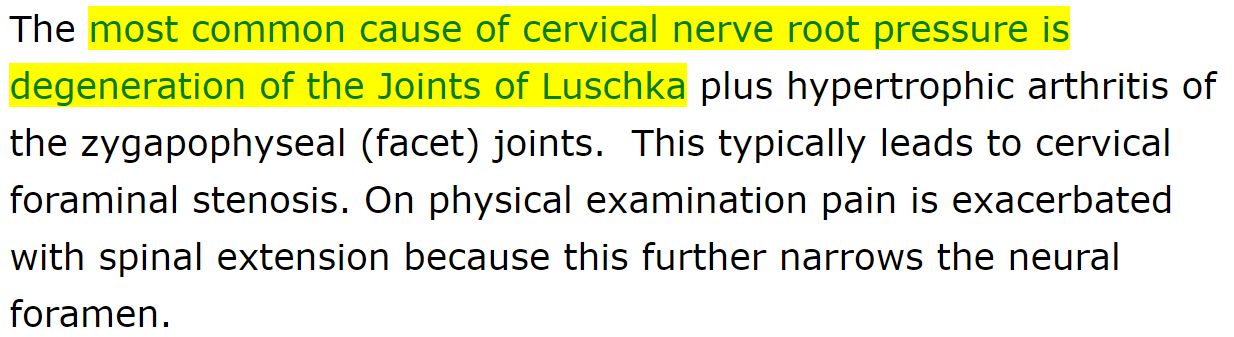 The most common cause of cervical nerve root pressure is
degeneration of the Joints of Luschka plus hypertrophic arthritis of
the zygapophyseal (facet) joints.  This typically leads to cervical
foraminal stenosis. On physical examination pain is exacerbated
with spinal extension because this further narrows the neural
foramen.